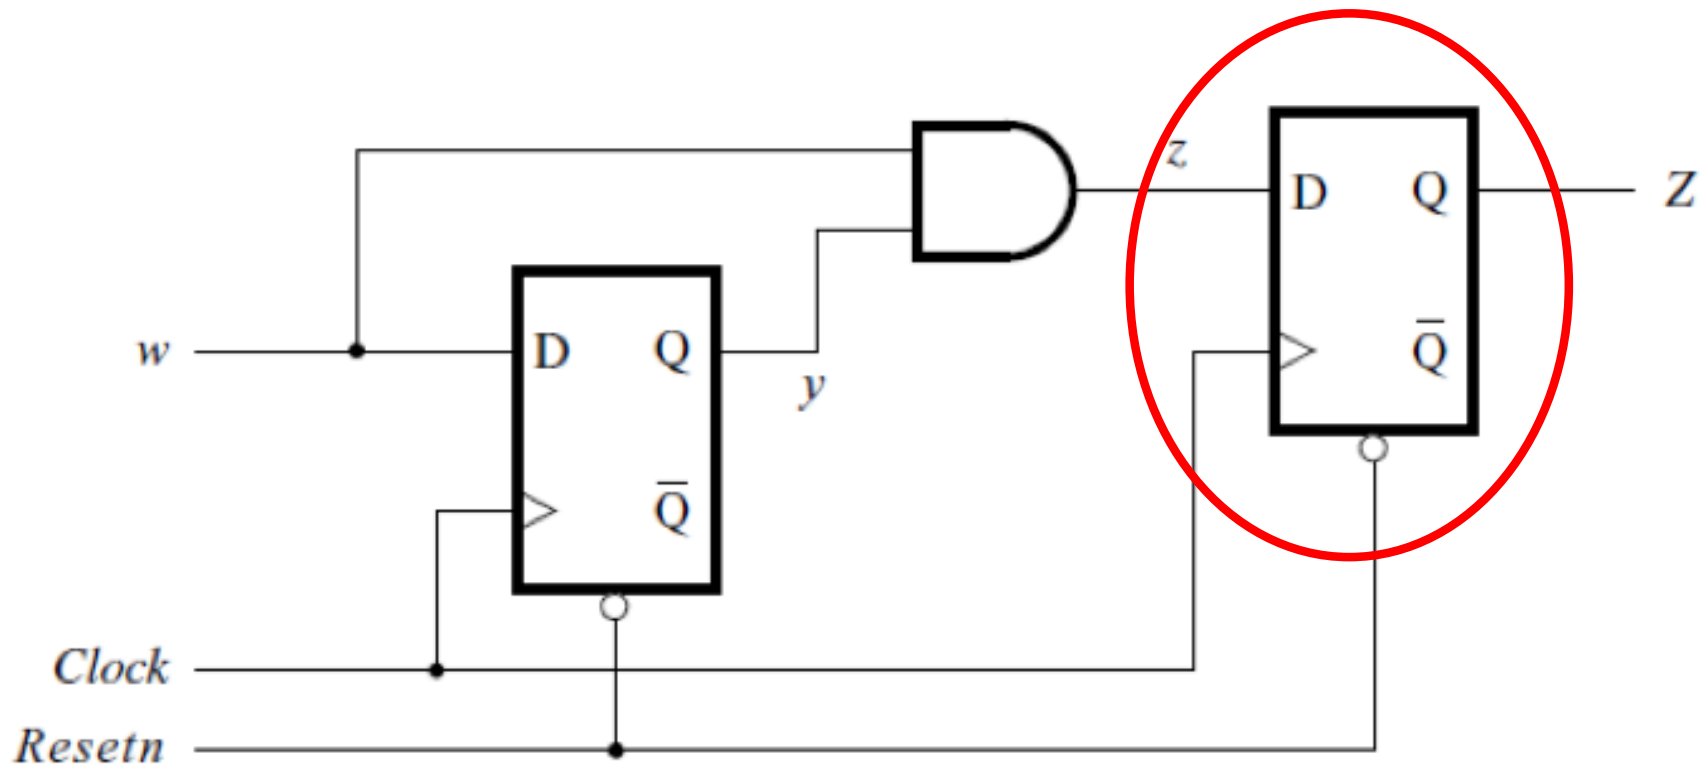 z
D Q Z
w D Q
y
Q̅
Q̅
Clock
Resetn